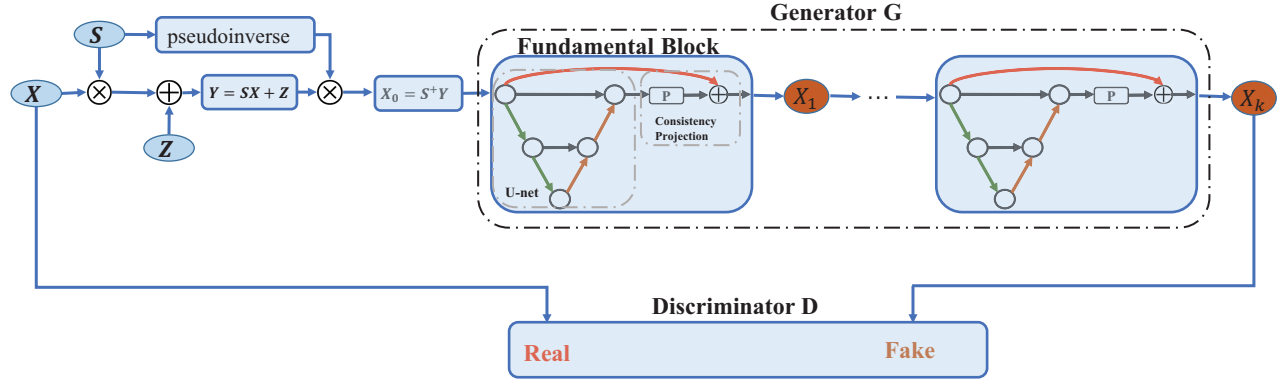 Generator G
S
pseudoinverse
Fundamental Block
X
Y = SX + Z
X₀ = S⁺Y
P
Consistency
Projection
U-net
X₁
...
P
Xₖ
Z
Discriminator D
Real
Fake